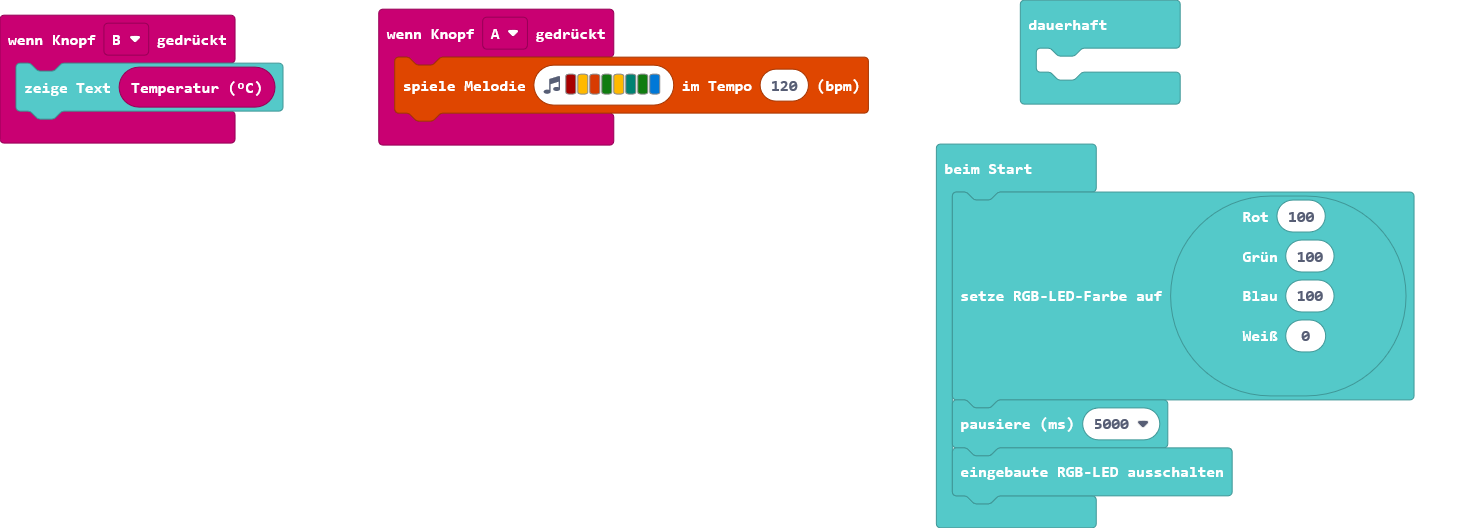 wenn Knopf B gedrückt
zeige Text Temperatur (ºC)
wenn Knopf A gedrückt
spiele Melodie im Tempo 120 (bpm)
dauerhaft
beim Start
setze RGB-LED-Farbe auf
Rot 100
Grün 100
Blau 100
Weiß 0
pausiere (ms) 5000
eingebaute RGB-LED ausschalten